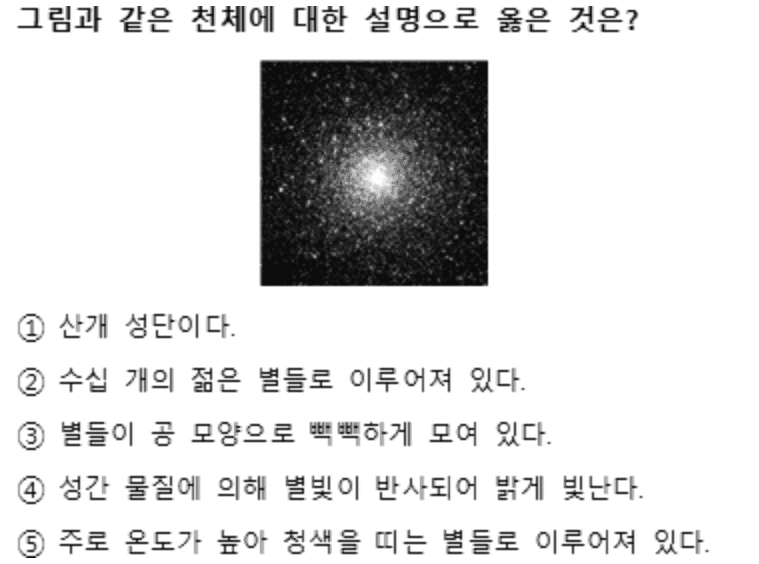 그림과 같은 천체에 대한 설명으로 옳은 것은?
① 산개 성단이다.
② 수십 개의 젊은 별들로 이루어져 있다.
③ 별들이 공 모양으로 빽빽하게 모여 있다.
④ 성간 물질에 의해 별빛이 반사되어 밝게 빛난다.
⑤ 주로 온도가 높아 청색을 띠는 별들로 이루어져 있다.